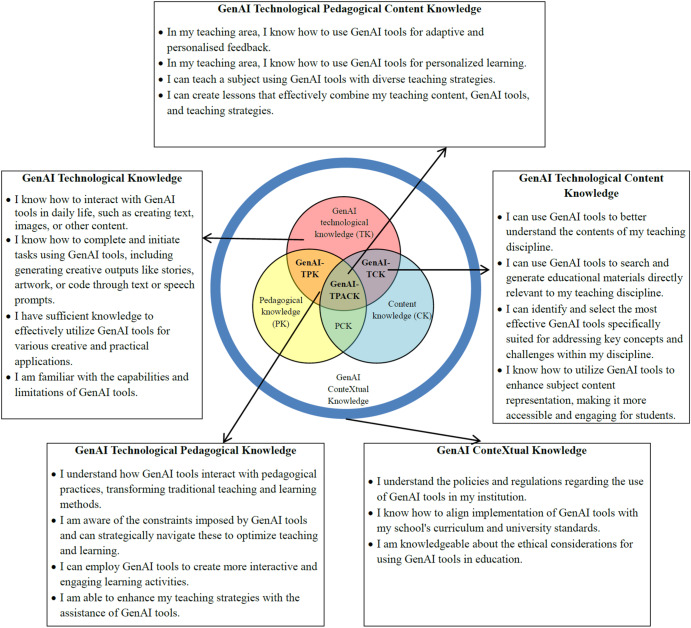 GenAI Technological Pedagogical Content Knowledge
• In my teaching area, I know how to use GenAI tools for adaptive and
personalised feedback.
• In my teaching area, I know how to use GenAI tools for personalized learning.
• I can teach a subject using GenAI tools with diverse teaching strategies.
• I can create lessons that effectively combine my teaching content, GenAI tools,
and teaching strategies.
GenAI Technological Knowledge
• I know how to interact with GenAI
tools in daily life, such as creating text,
images, or other content.
• I know how to complete and initiate
tasks using GenAI tools, including
generating creative outputs like stories,
artwork, or code through text or speech
prompts.
• I have sufficient knowledge to
effectively utilize GenAI tools for
various creative and practical
applications.
• I am familiar with the capabilities and
limitations of GenAI tools.
GenAI
technological
knowledge (TK)
GenAI-
TPK
GenAI-
TCK
GenAI-
TPACK
Pedagogical
knowledge
(PK)
Content
knowledge (CK)
PCK
GenAI
ConteXtual
Knowledge
GenAI Technological Content
Knowledge
• I can use GenAI tools to better
understand the contents of my teaching
discipline.
• I can use GenAI tools to search and
generate educational materials directly
relevant to my teaching discipline.
• I can identify and select the most
effective GenAI tools specifically
suited for addressing key concepts and
challenges within my discipline.
• I know how to utilize GenAI tools to
enhance subject content
representation, making it more
accessible and engaging for students.
GenAI Technological Pedagogical Knowledge
• I understand how GenAI tools interact with pedagogical
practices, transforming traditional teaching and learning
methods.
• I am aware of the constraints imposed by GenAI tools
and can strategically navigate these to optimize teaching
and learning.
• I can employ GenAI tools to create more interactive and
engaging learning activities.
• I am able to enhance my teaching strategies with the
assistance of GenAI tools.
GenAI ConteXtual Knowledge
• I understand the policies and regulations regarding the use
of GenAI tools in my institution.
• I know how to align implementation of GenAI tools with
my school's curriculum and university standards.
• I am knowledgeable about the ethical considerations for
using GenAI tools in education.